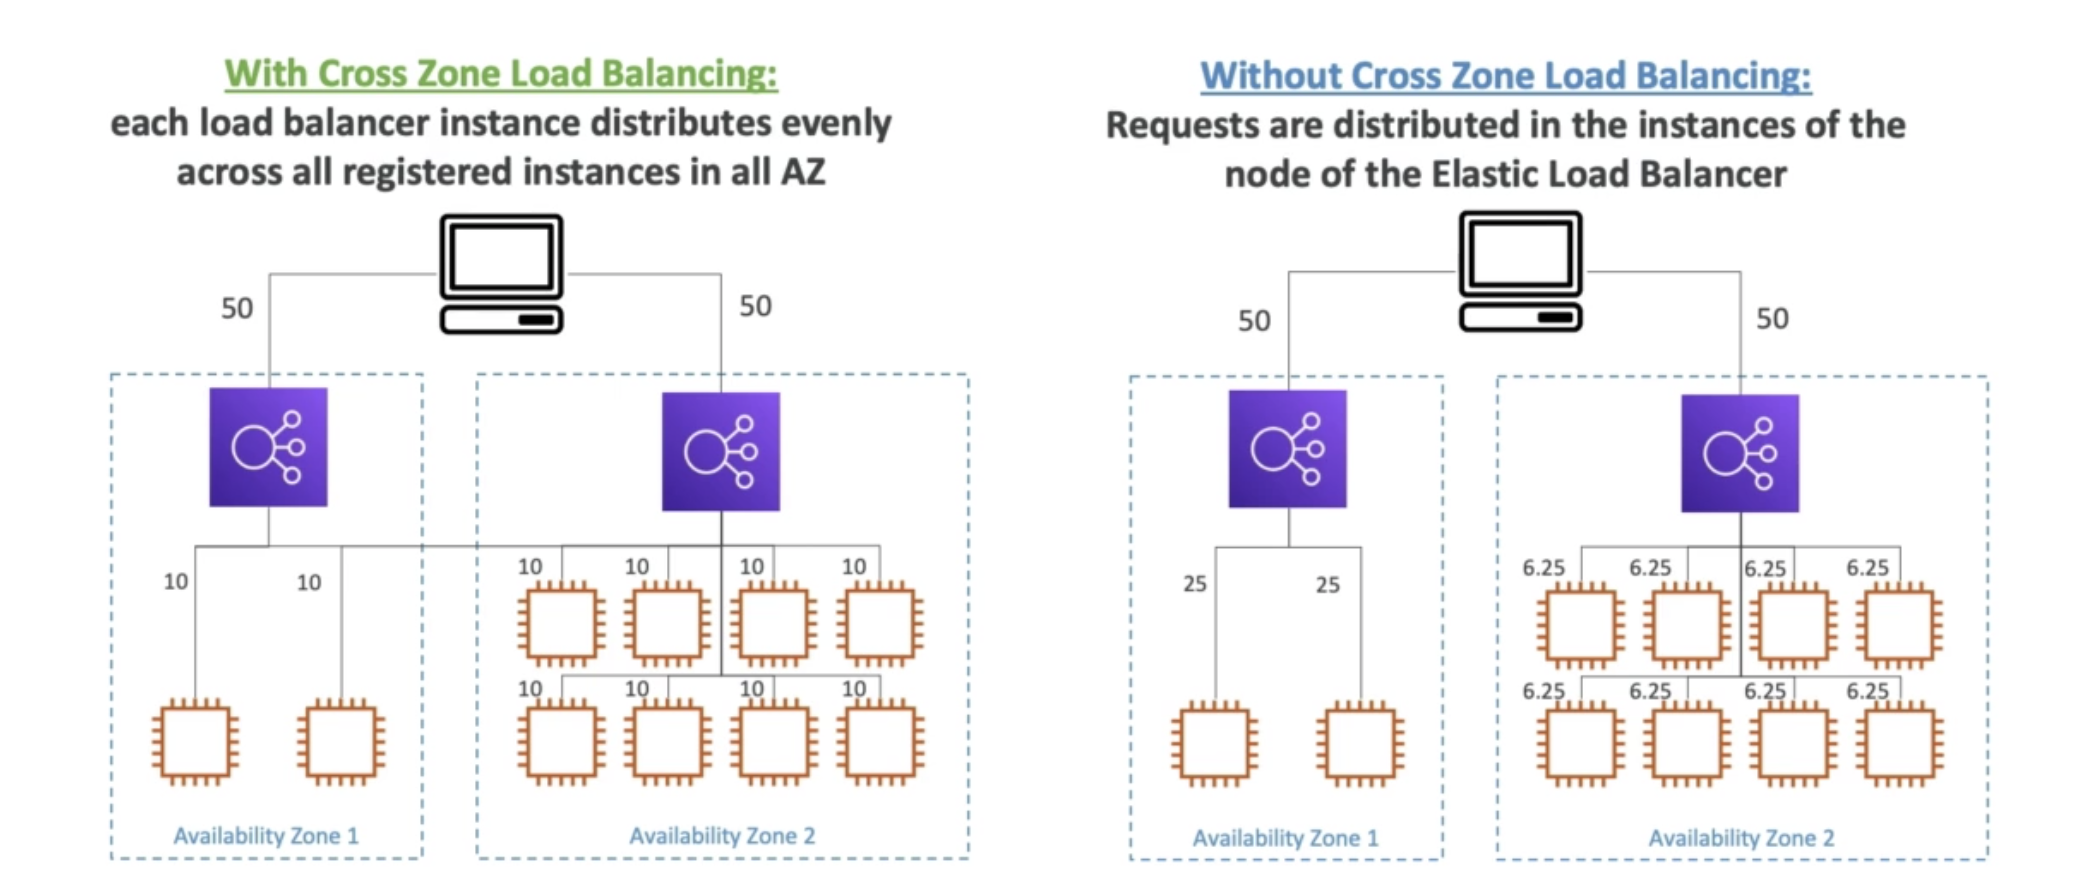 With Cross Zone Load Balancing:
each load balancer instance distributes evenly
across all registered instances in all AZ
50
50
10
10
10
10
10
10
10
10
10
10
Availability Zone 1
Availability Zone 2
Without Cross Zone Load Balancing:
Requests are distributed in the instances of the
node of the Elastic Load Balancer
50
50
25
25
6.25
6.25
6.25
6.25
6.25
6.25
6.25
6.25
Availability Zone 1
Availability Zone 2